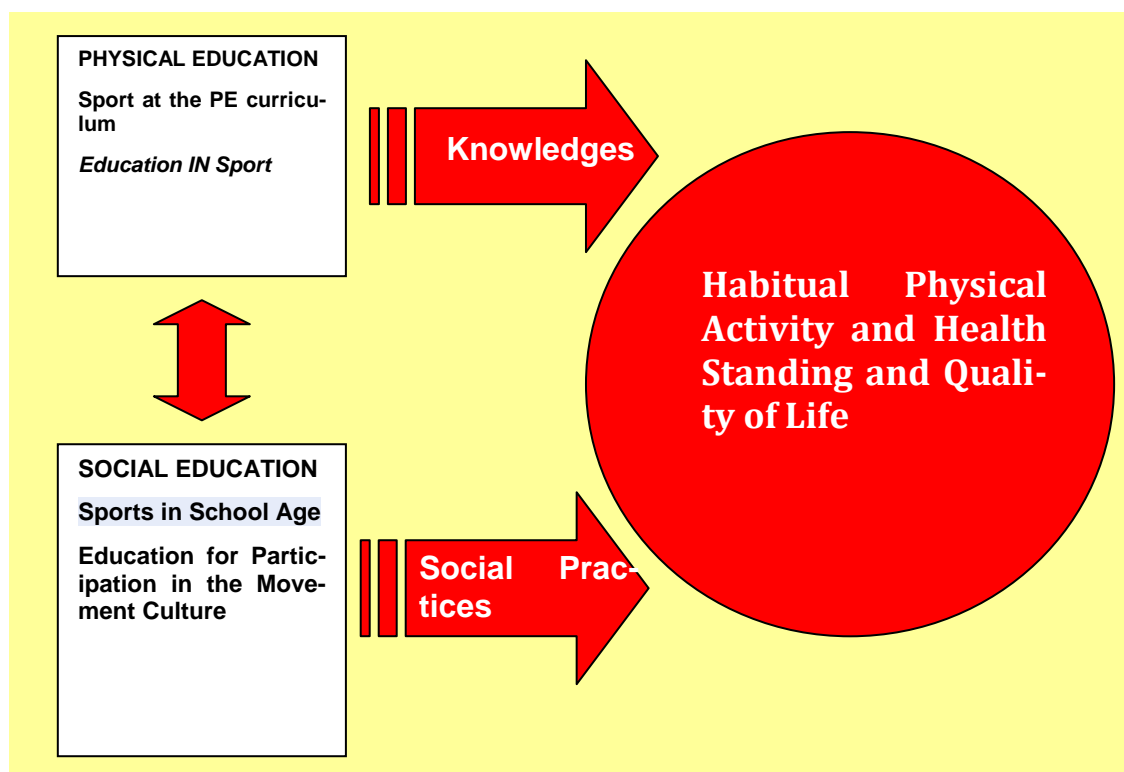 PHYSICAL EDUCATION
Sport at the PE curricu-
lum
Education IN Sport
Knowledges
Habitual Physical
Activity and Health
Standing and Quali-
ty of Life
SOCIAL EDUCATION
Sports in School Age
Education for Partic-
ipation in the Move-
ment Culture
Social Prac-
tices